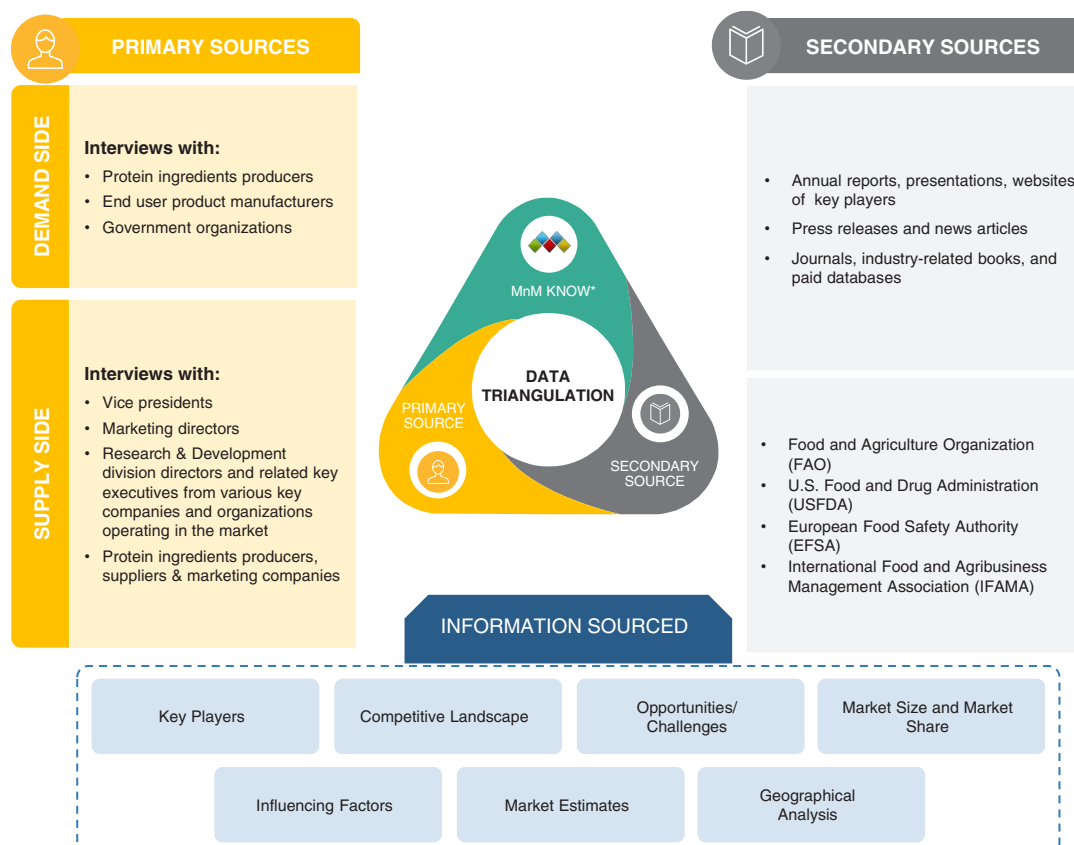 PRIMARY SOURCES
DEMAND SIDE
Interviews with:
• Protein ingredients producers
• End user product manufacturers
• Government organizations
SUPPLY SIDE
Interviews with:
• Vice presidents
• Marketing directors
• Research & Development
division directors and related key
executives from various key
companies and organizations
operating in the market
• Protein ingredients producers,
suppliers & marketing companies
MnM KNOW*
DATA
TRIANGULATION
PRIMARY
SOURCE
SECONDARY
SOURCE
SECONDARY SOURCES
• Annual reports, presentations, websites
of key players
• Press releases and news articles
• Journals, industry-related books, and
paid databases
• Food and Agriculture Organization
(FAO)
• U.S. Food and Drug Administration
(USFDA)
• European Food Safety Authority
(EFSA)
• International Food and Agribusiness
Management Association (IFAMA)
INFORMATION SOURCED
Key Players
Competitive Landscape
Opportunities/
Challenges
Market Size and Market
Share
Influencing Factors
Market Estimates
Geographical
Analysis